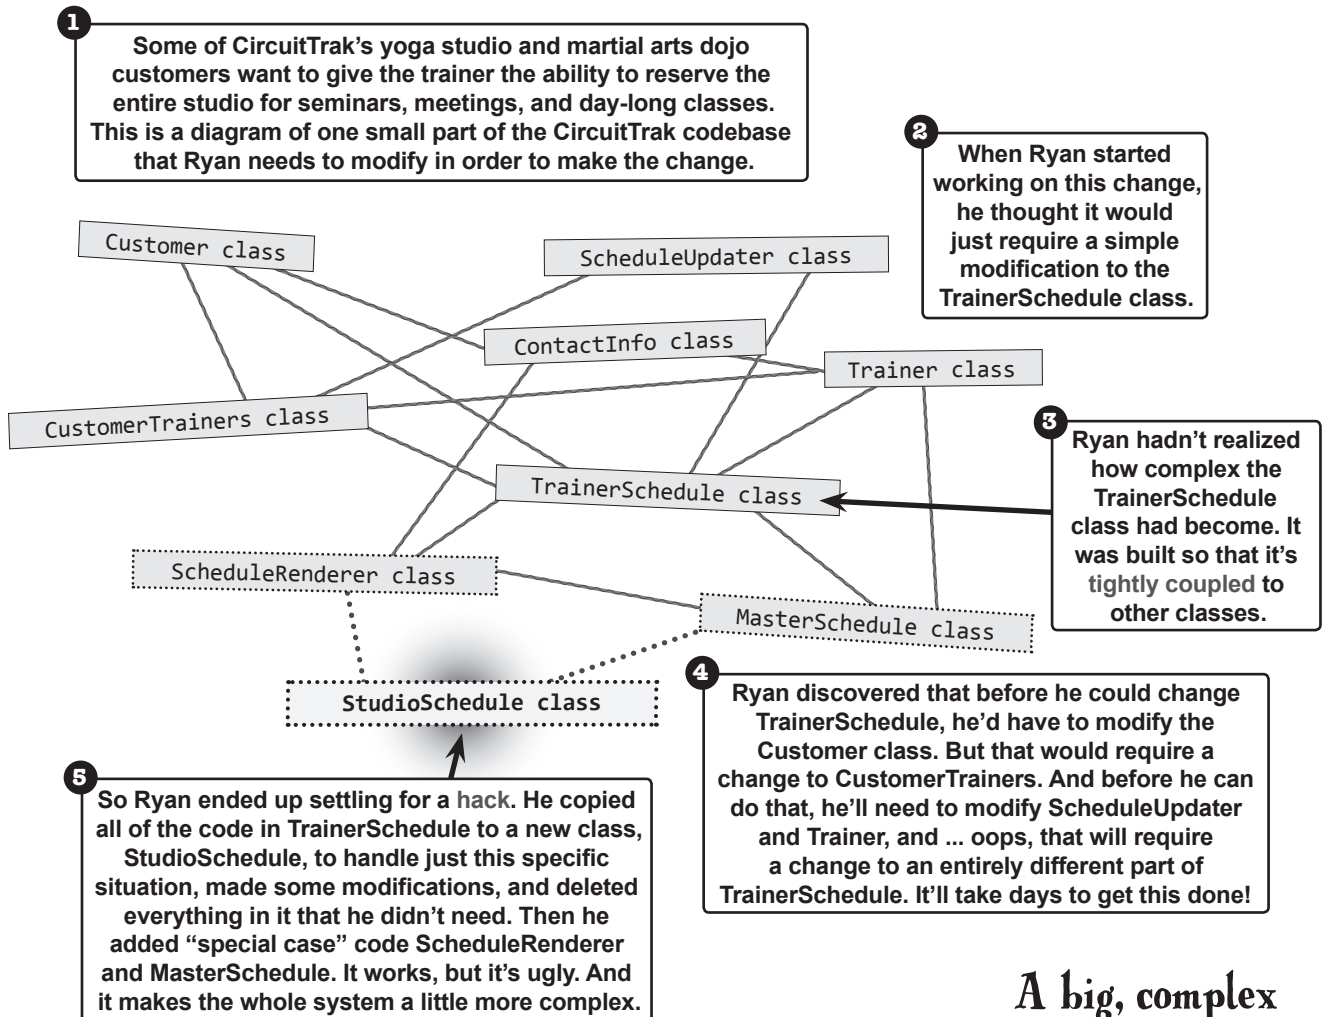 1
Some of CircuitTrak's yoga studio and martial arts dojo
customers want to give the trainer the ability to reserve the
entire studio for seminars, meetings, and day-long classes.
This is a diagram of one small part of the CircuitTrak codebase
that Ryan needs to modify in order to make the change.
2
When Ryan started
working on this change,
he thought it would
just require a simple
modification to the
TrainerSchedule class.
Customer class
ScheduleUpdater class
ContactInfo class
Trainer class
CustomerTrainers class
TrainerSchedule class
3
Ryan hadn't realized
how complex the
TrainerSchedule
class had become. It
was built so that it's
tightly coupled to
other classes.
ScheduleRenderer class
MasterSchedule class
StudioSchedule class
4
Ryan discovered that before he could change
TrainerSchedule, he'd have to modify the
Customer class. But that would require a
change to CustomerTrainers. And before he can
do that, he'll need to modify ScheduleUpdater
and Trainer, and ... oops, that will require
a change to an entirely different part of
TrainerSchedule. It'll take days to get this done!
5
So Ryan ended up settling for a hack. He copied
all of the code in TrainerSchedule to a new class,
StudioSchedule, to handle just this specific
situation, made some modifications, and deleted
everything in it that he didn't need. Then he
added “special case” code ScheduleRenderer
and MasterSchedule. It works, but it's ugly. And
it makes the whole system a little more complex.
A big, complex